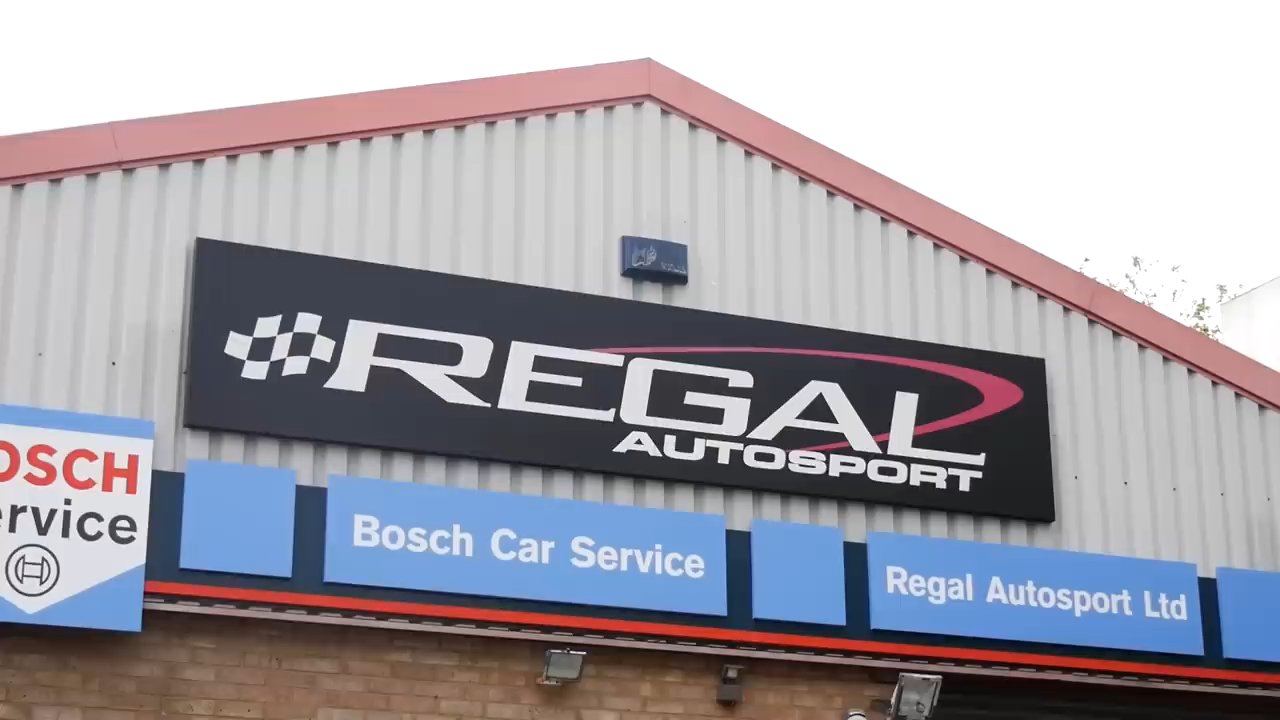 REGAL
AUTOSPORT
OSCH
ervice
Bosch Car Service
Regal Autosport Ltd